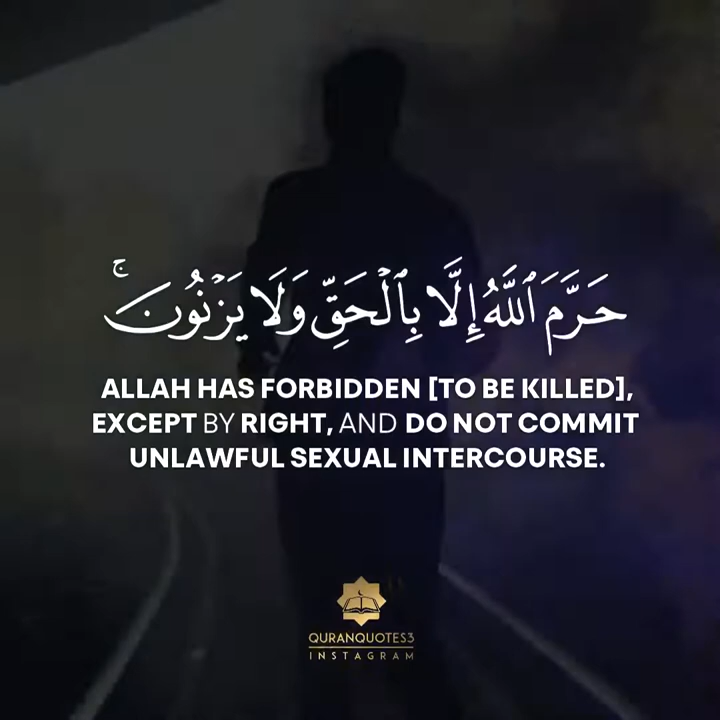 حَرَّمَ ٱللَّهُ إِلَّا بِٱلْحَقِّ وَلَا يَزْنُونَ ۚ
ALLAH HAS FORBIDDEN [TO BE KILLED],
EXCEPT BY RIGHT, AND DO NOT COMMIT
UNLAWFUL SEXUAL INTERCOURSE.
QURANQUOTES3
INSTAGRAM